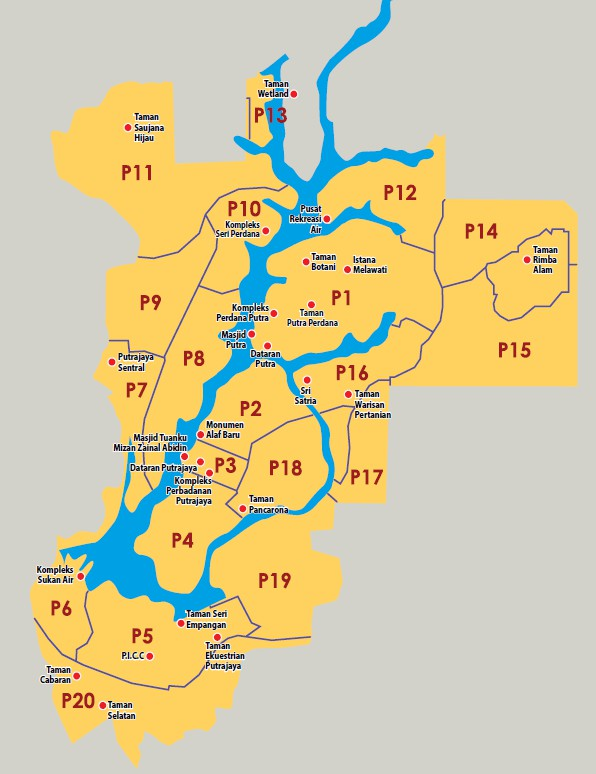 Taman
Wetland
P13
Taman
Saujana
Hijau
P11
P12
P10
Kompleks
Seri Perdana
Pusat
Rekreasi
Air
P14
Taman
Rimba
Alam
Taman
Botani
Istana
Melawati
P9
P1
Kompleks
Perdana Putra
Taman
Putra Perdana
Masjid
Putra
Dataran
Putra
P15
P8
Putrajaya
Sentral
P7
P16
Sri
Satria
Taman
Warisan
Pertanian
P2
Monumen
Alaf Baru
Masjid Tuanku
Mizan Zainal Abidin
Dataran Putrajaya
P3
Kompleks
Perbadanan
Putrajaya
P18
P17
Taman
Pancarona
P4
Kompleks
Sukan Air
P19
P6
Taman Seri
Empangan
P5
P.I.C.C
Taman
Ekuestrian
Putrajaya
Taman
Cabaran
P20
Taman
Selatan